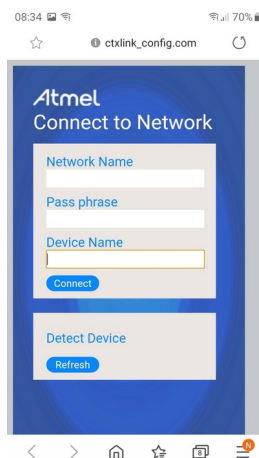 08:34 70%
ctxlink_config.com
Atmel
Connect to Network
Network Name
Pass phrase
Device Name
Connect
Detect Device
Refresh
8
N